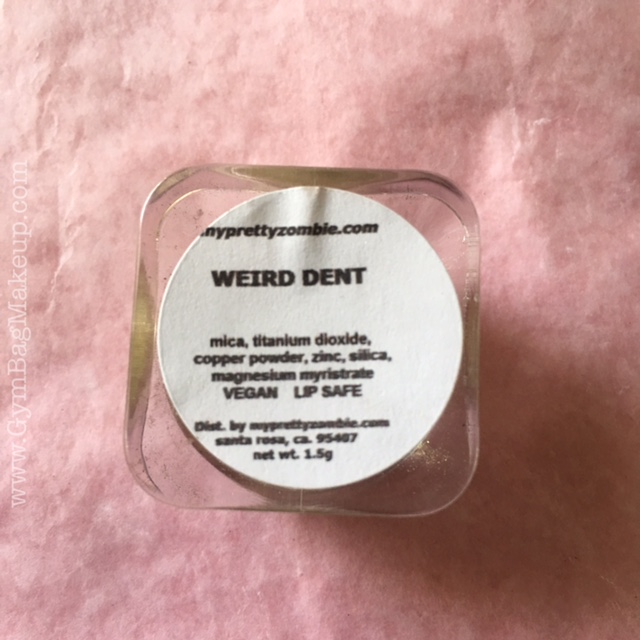 myprettyzombie.com
WEIRD DENT
mica, titanium dioxide,
copper powder, zinc, silica,
magnesium myristrate
VEGAN LIP SAFE
Dist. by myprettyzombie.com
santa rosa, ca. 95407
net wt. 1.5g
www.GymBagMakeup.com